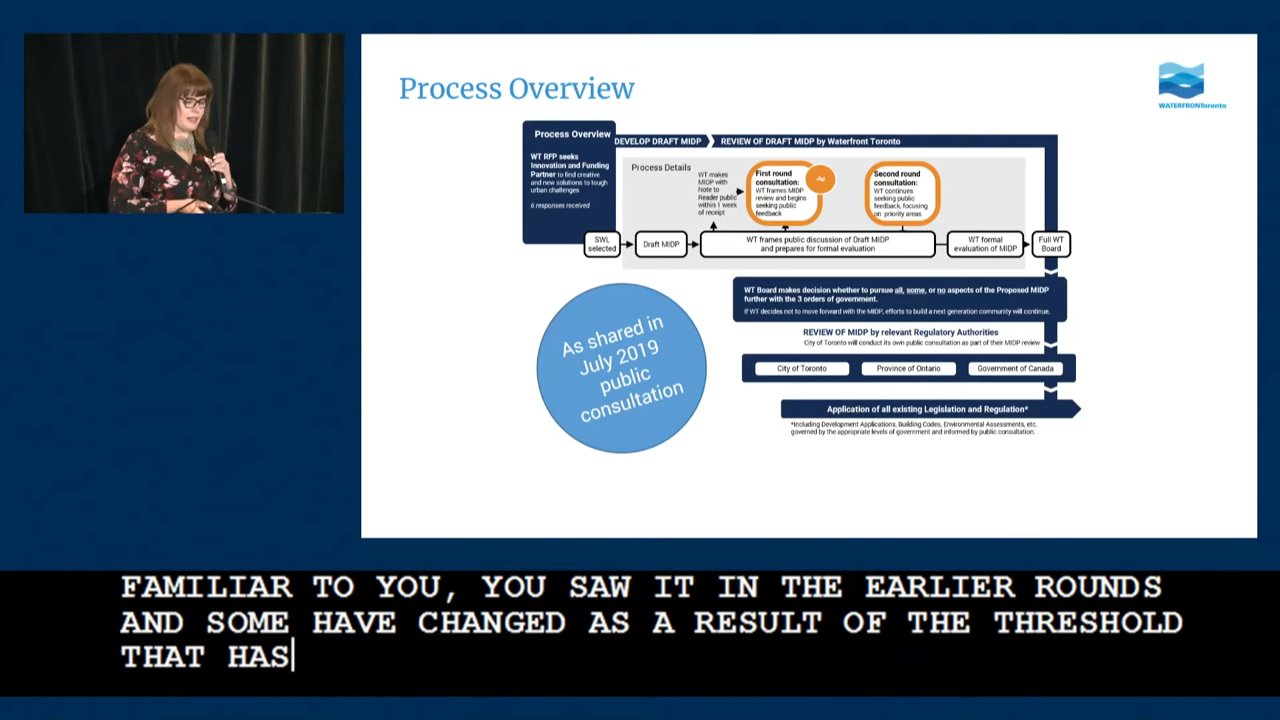 Process Overview
WATERFRONToronto
Process Overview
WT RFP seeks
Innovation and Funding
Partner to find creative
and new solutions to tough
urban challenges
6 responses received
DEVELOP DRAFT MIDP
REVIEW OF DRAFT MIDP by Waterfront Toronto
Process Details
WT makes
MIDP with
Note to
Reader public
within 1 week
of receipt
First round
consultation:
WT frames MIDP
review and begins
seeking public
feedback
Second round
consultation:
WT continues
seeking public
feedback, focusing
on priority areas
SWL
selected
Draft MIDP
WT frames public discussion of Draft MIDP
and prepares for formal evaluation
WT formal
evaluation of MIDP
Full WT
Board
WT Board makes decision whether to pursue all, some, or no aspects of the Proposed MIDP
further with the 3 orders of government.
If WT decides not to move forward with the MIDP, efforts to build a next generation community will continue.
REVIEW OF MIDP by relevant Regulatory Authorities
City of Toronto will conduct its own public consultation as part of their MIDP review
City of Toronto
Province of Ontario
Government of Canada
Application of all existing Legislation and Regulation*
*Including Development Applications, Building Codes, Environmental Assessments, etc.
governed by the appropriate levels of government and informed by public consultation.
As shared in
July 2019
public
consultation
FAMILIAR TO YOU, YOU SAW IT IN THE EARLIER ROUNDS
AND SOME HAVE CHANGED AS A RESULT OF THE THRESHOLD
THAT HAS